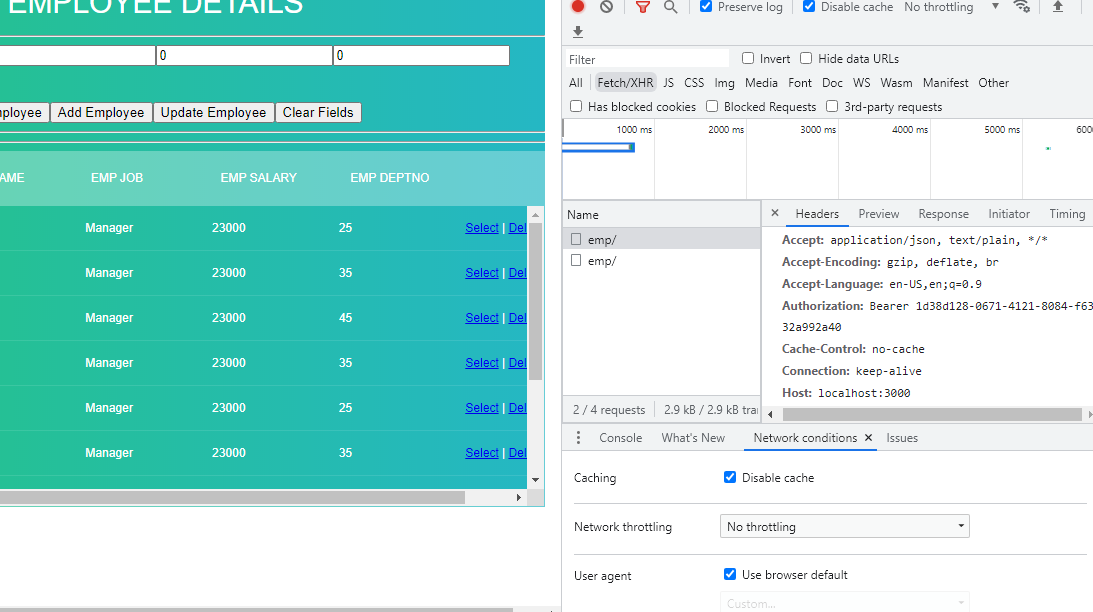 EMPLOYEE DETAILS
0 0
mployee Add Employee Update Employee Clear Fields
AME EMP JOB EMP SALARY EMP DEPTNO
Manager 23000 25 Select | Del
Manager 23000 35 Select | Del
Manager 23000 45 Select | Del
Manager 23000 35 Select | Del
Manager 23000 25 Select | Del
Manager 23000 35 Select | Del
Preserve log Disable cache No throttling
Filter Invert Hide data URLs
All Fetch/XHR JS CSS Img Media Font Doc WS Wasm Manifest Other
Has blocked cookies Blocked Requests 3rd-party requests
1000 ms 2000 ms 3000 ms 4000 ms 5000 ms 6000
Name
emp/
emp/
2 / 4 requests 2.9 kB / 2.9 kB tra
× Headers Preview Response Initiator Timing
Accept: application/json, text/plain, */*
Accept-Encoding: gzip, deflate, br
Accept-Language: en-US,en;q=0.9
Authorization: Bearer 1d38d128-0671-4121-8084-f63
32a992a40
Cache-Control: no-cache
Connection: keep-alive
Host: localhost:3000
Console What's New Network conditions × Issues
Caching Disable cache
Network throttling No throttling
User agent Use browser default
Custom...